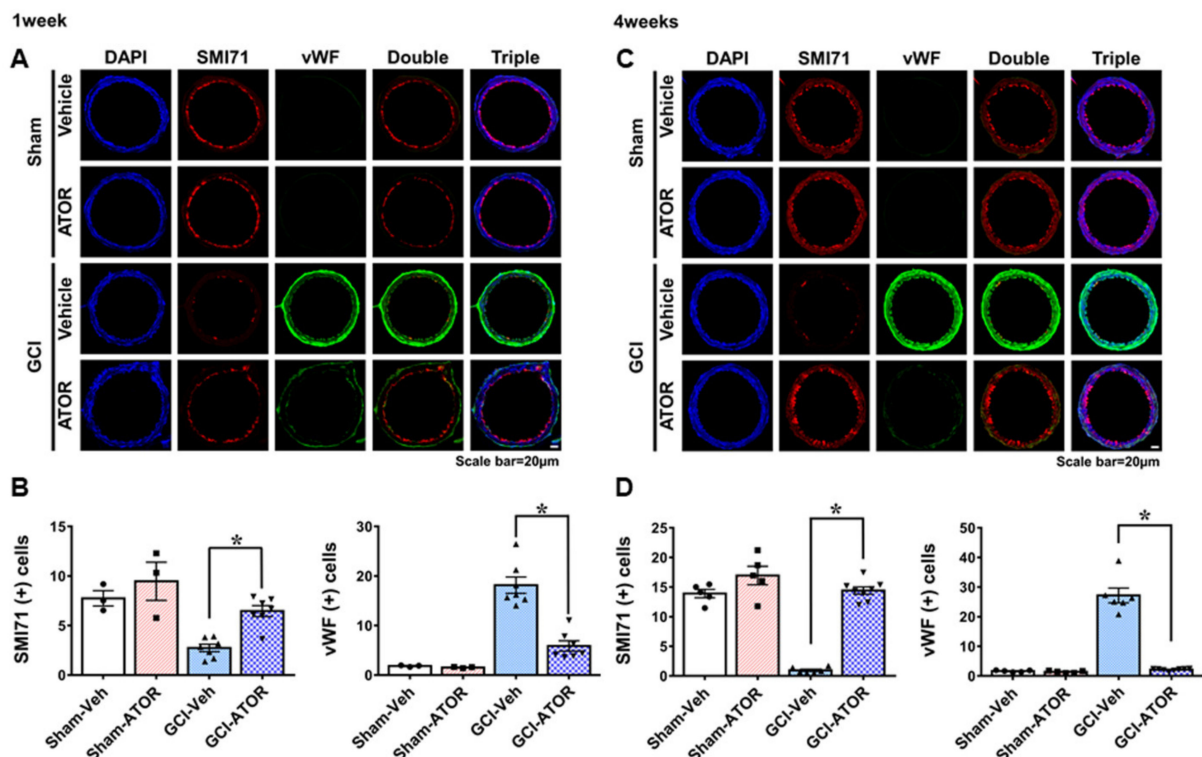 1week
4weeks
A
DAPI SMI71 vWF Double Triple
Sham
Vehicle
ATOR
GCI
Vehicle
ATOR
Scale bar=20μm
C
DAPI SMI71 vWF Double Triple
Sham
Vehicle
ATOR
GCI
Vehicle
ATOR
Scale bar=20μm
B
SMI71 (+) cells
15
10
5
0
*
Sham-Veh
Sham-ATOR
GCI-Veh
GCI-ATOR
vWF (+) cells
30
20
10
0
*
Sham-Veh
Sham-ATOR
GCI-Veh
GCI-ATOR
D
SMI71 (+) cells
25
20
15
10
5
0
*
Sham-Veh
Sham-ATOR
GCI-Veh
GCI-ATOR
vWF (+) cells
50
40
30
20
10
0
*
Sham-Veh
Sham-ATOR
GCI-Veh
GCI-ATOR